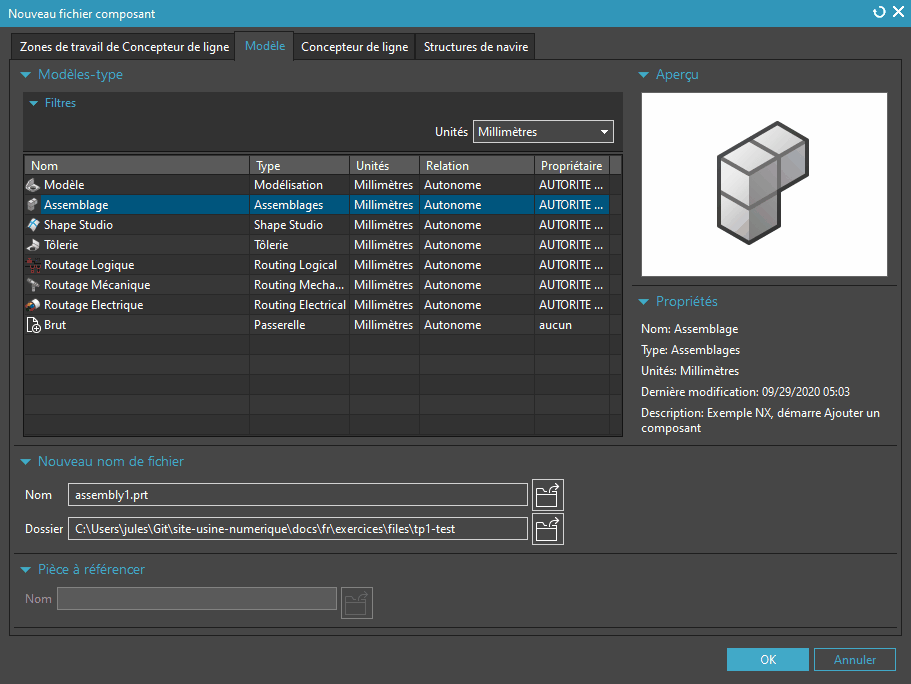 Nouveau fichier composant
Zones de travail de Concepteur de ligne
Modèle
Concepteur de ligne
Structures de navire
Modèles-type
Filtres
Unités Millimètres
Nom Type Unités Relation Propriétaire
Modèle Modélisation Millimètres Autonome AUTORITE ...
Assemblage Assemblages Millimètres Autonome AUTORITE ...
Shape Studio Shape Studio Millimètres Autonome AUTORITE ...
Tôlerie Tôlerie Millimètres Autonome AUTORITE ...
Routage Logique Routing Logical Millimètres Autonome AUTORITE ...
Routage Mécanique Routing Mecha... Millimètres Autonome AUTORITE ...
Routage Electrique Routing Electrical Millimètres Autonome AUTORITE ...
Brut Passerelle Millimètres Autonome aucun
Aperçu
Propriétés
Nom: Assemblage
Type: Assemblages
Unités: Millimètres
Dernière modification: 09/29/2020 05:03
Description: Exemple NX, démarre Ajouter un
composant
Nouveau nom de fichier
Nom assembly1.prt
Dossier C:\Users\jules\Git\site-usine-numerique\docs\fr\exercices\files\tp1-test
Pièce à référencer
Nom
OK
Annuler